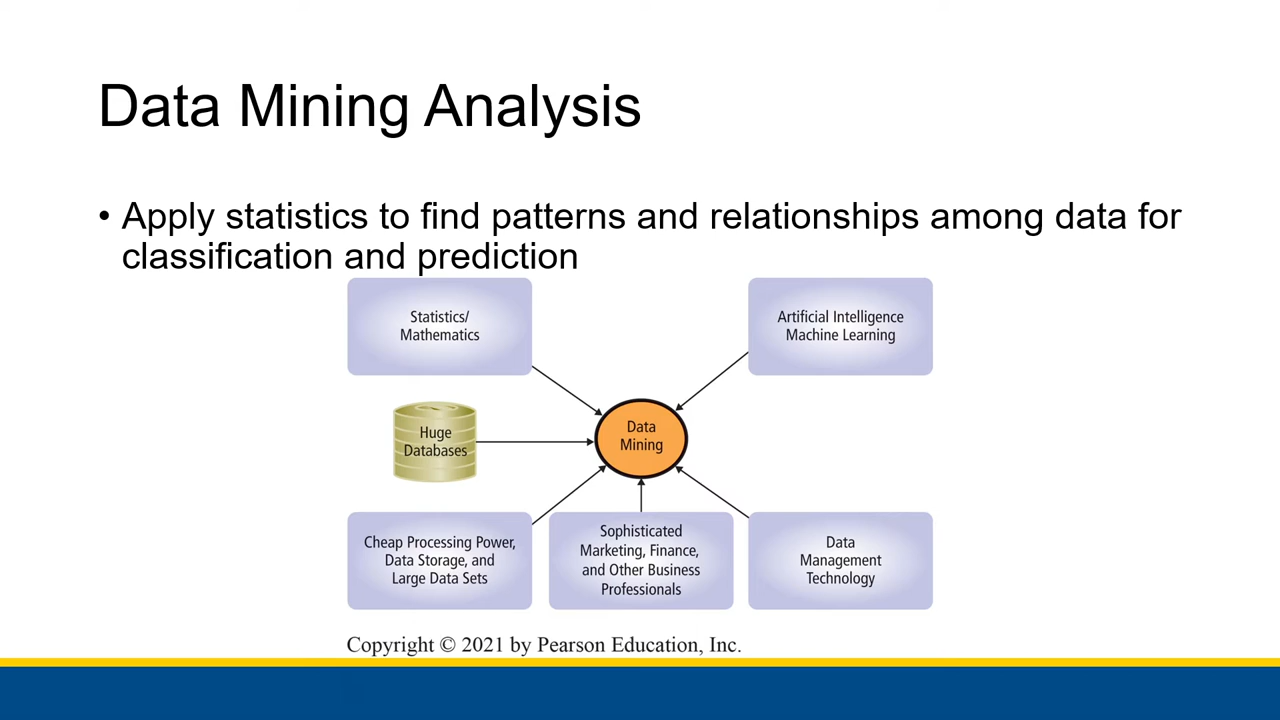 Data Mining Analysis
• Apply statistics to find patterns and relationships among data for
classification and prediction
Statistics/
Mathematics
Artificial Intelligence
Machine Learning
Huge
Databases
Data
Mining
Cheap Processing Power,
Data Storage, and
Large Data Sets
Sophisticated
Marketing, Finance,
and Other Business
Professionals
Data
Management
Technology
Copyright © 2021 by Pearson Education, Inc.